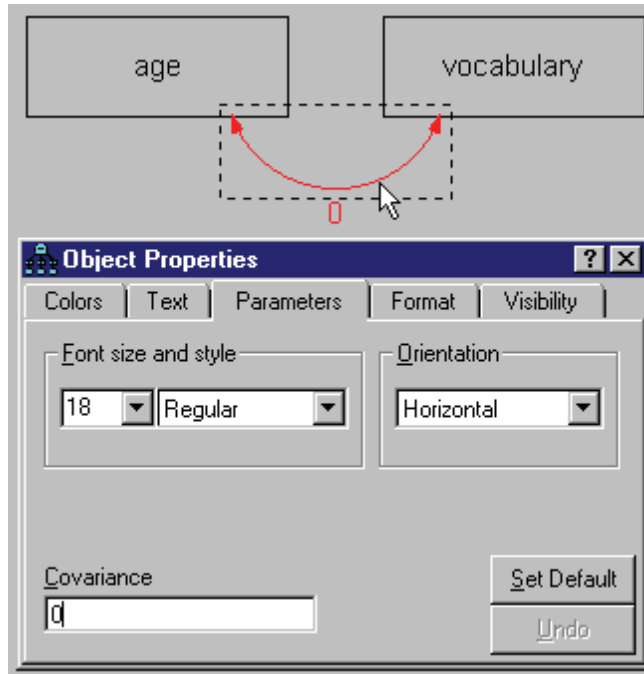 age vocabulary
0
Object Properties ? ×
Colors Text Parameters Format Visibility
Font size and style Orientation
18 Regular Horizontal
Covariance Set Default
0
Undo